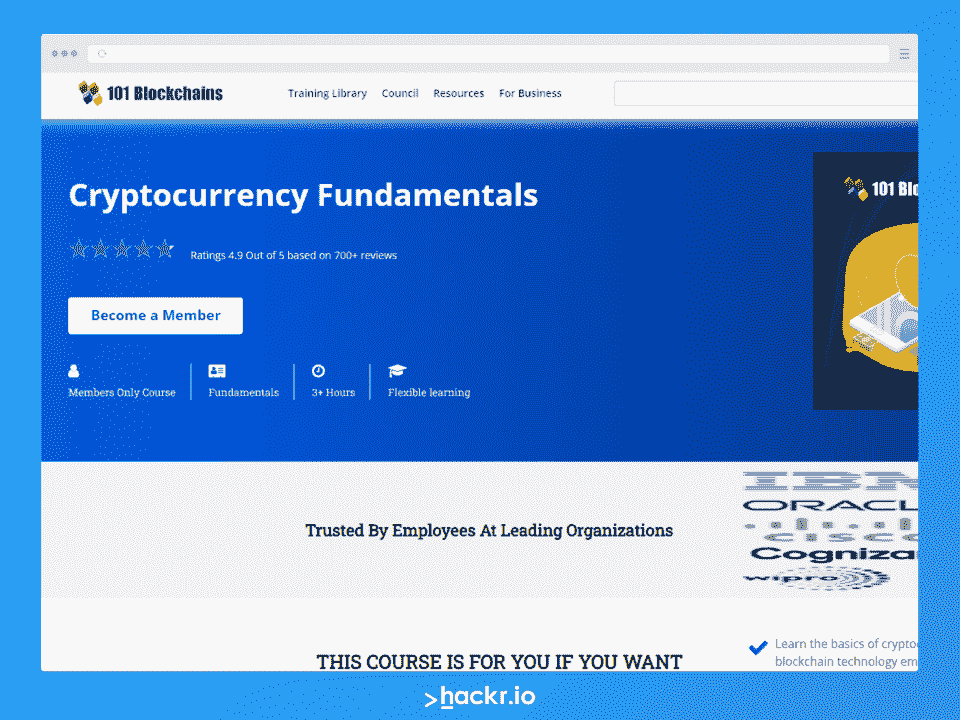 101 Blockchains
Training Library Council Resources For Business
Cryptocurrency Fundamentals
Ratings 4.9 Out of 5 based on 700+ reviews
Become a Member
Members Only Course Fundamentals 3+ Hours Flexible learning
101 Blo
Trusted By Employees At Leading Organizations
IBM
ORACL
CISCO
Cogniza
wipro
THIS COURSE IS FOR YOU IF YOU WANT
Learn the basics of crypto
blockchain technology em
>hackr.io